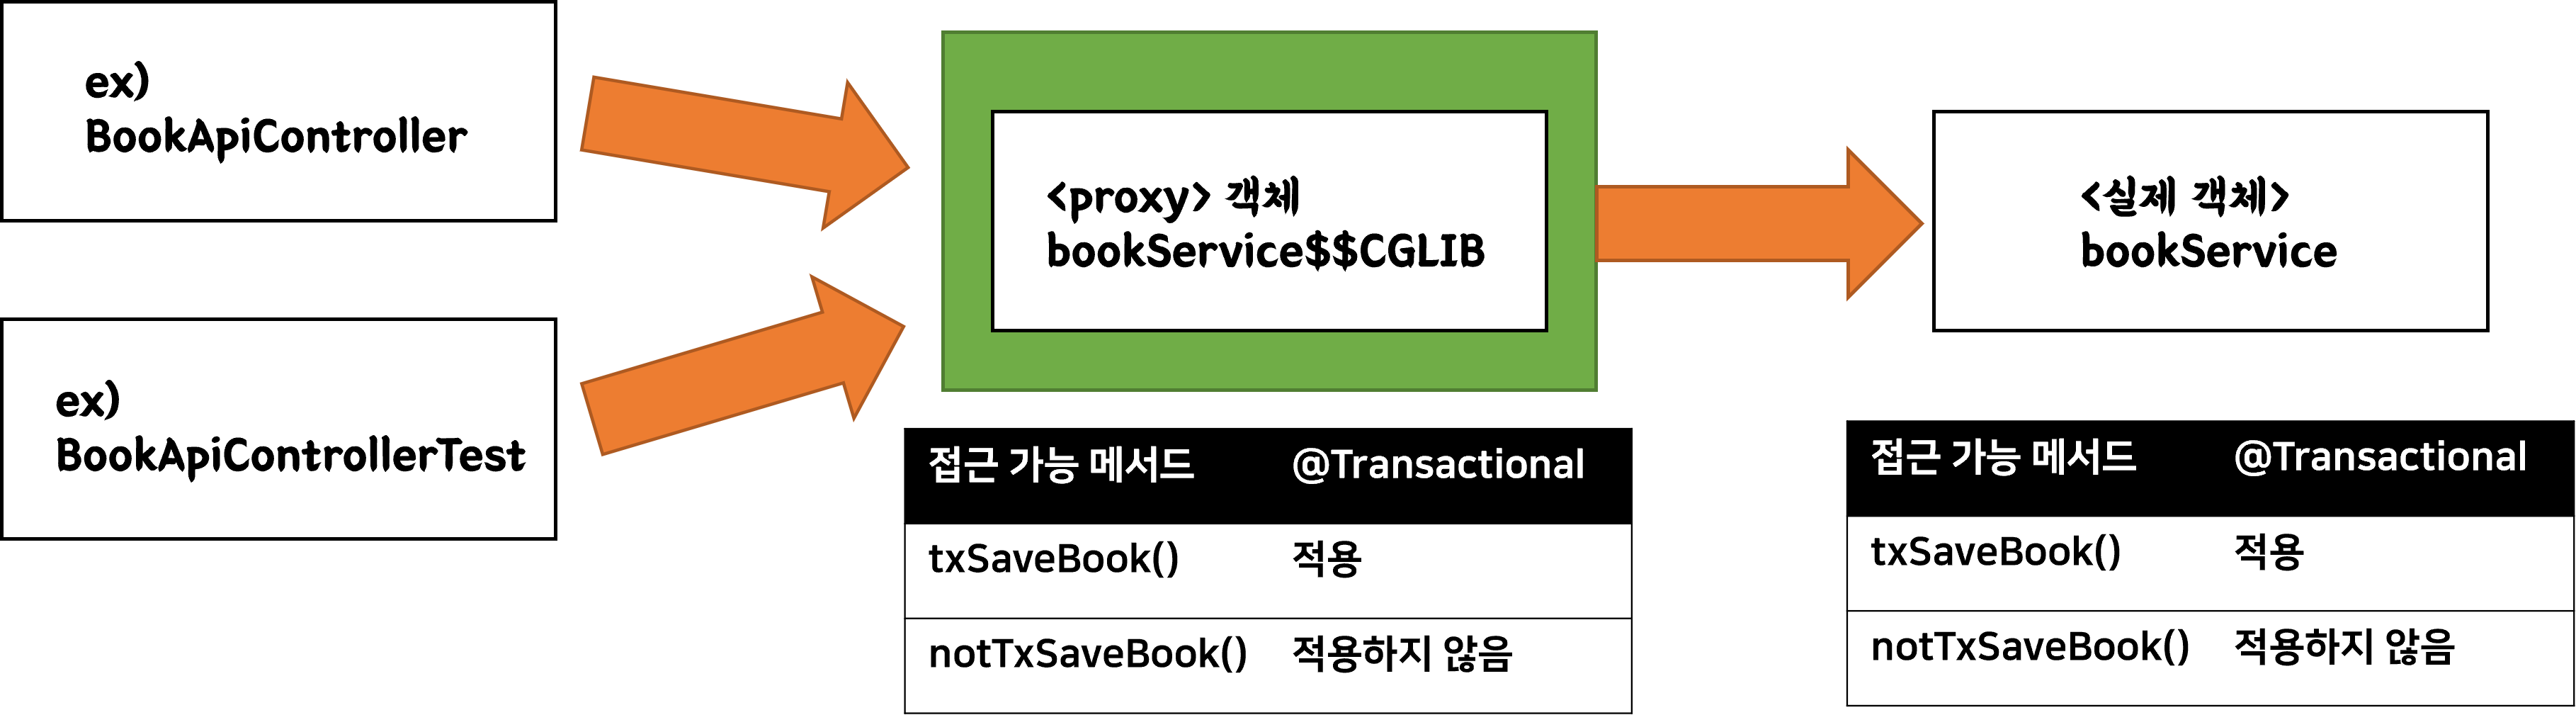 ex)
BookApiController
ex)
BookApiControllerTest
<proxy> 객체
bookService$$CGLIB
<실제 객체>
bookService
접근 가능 메서드 @Transactional
txSaveBook() 적용
notTxSaveBook() 적용하지 않음
접근 가능 메서드 @Transactional
txSaveBook() 적용
notTxSaveBook() 적용하지 않음